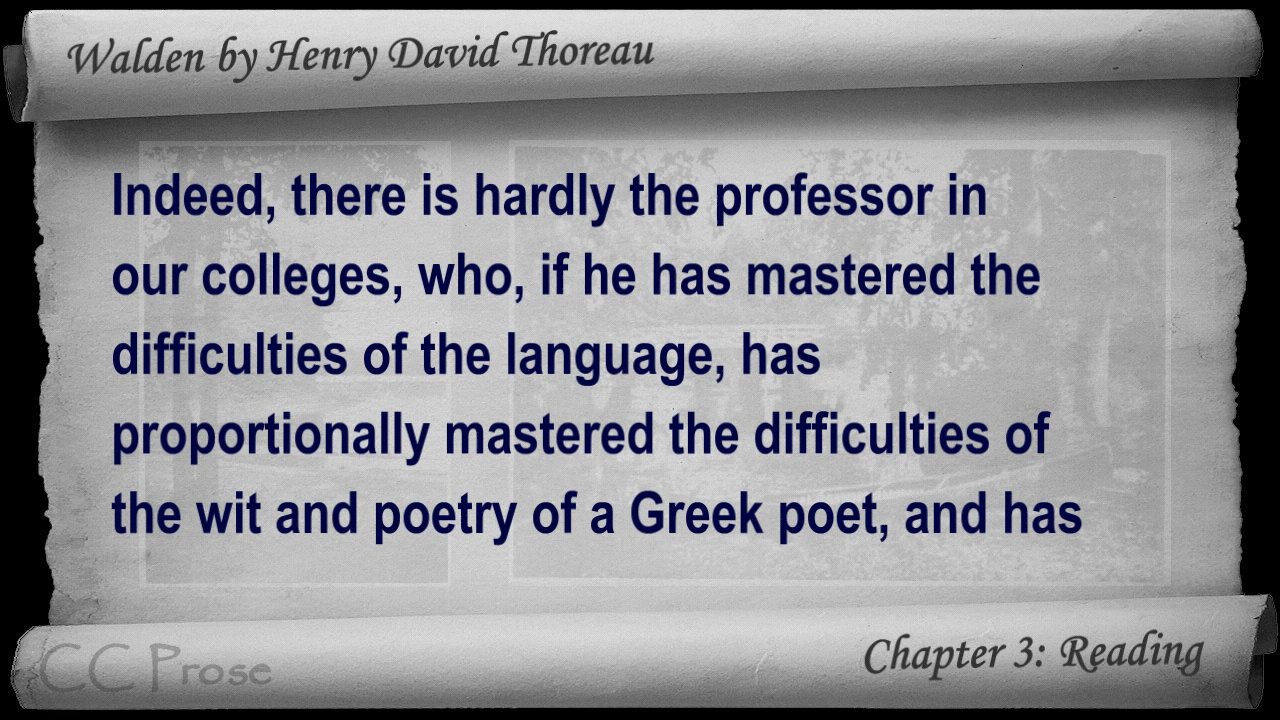 Walden by Henry David Thoreau
Indeed, there is hardly the professor in
our colleges, who, if he has mastered the
difficulties of the language, has
proportionally mastered the difficulties of
the wit and poetry of a Greek poet, and has
CC Prose
Chapter 3: Reading